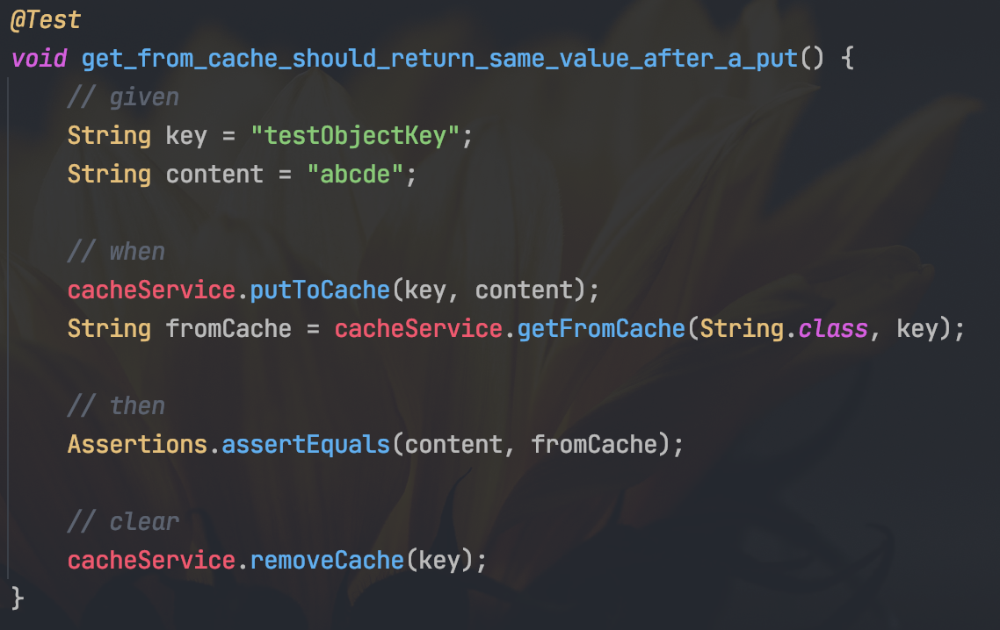 @Test
void get_from_cache_should_return_same_value_after_a_put() {
    // given
    String key = "testObjectKey";
    String content = "abcde";

    // when
    cacheService.putToCache(key, content);
    String fromCache = cacheService.getFromCache(String.class, key);

    // then
    Assertions.assertEquals(content, fromCache);

    // clear
    cacheService.removeCache(key);
}